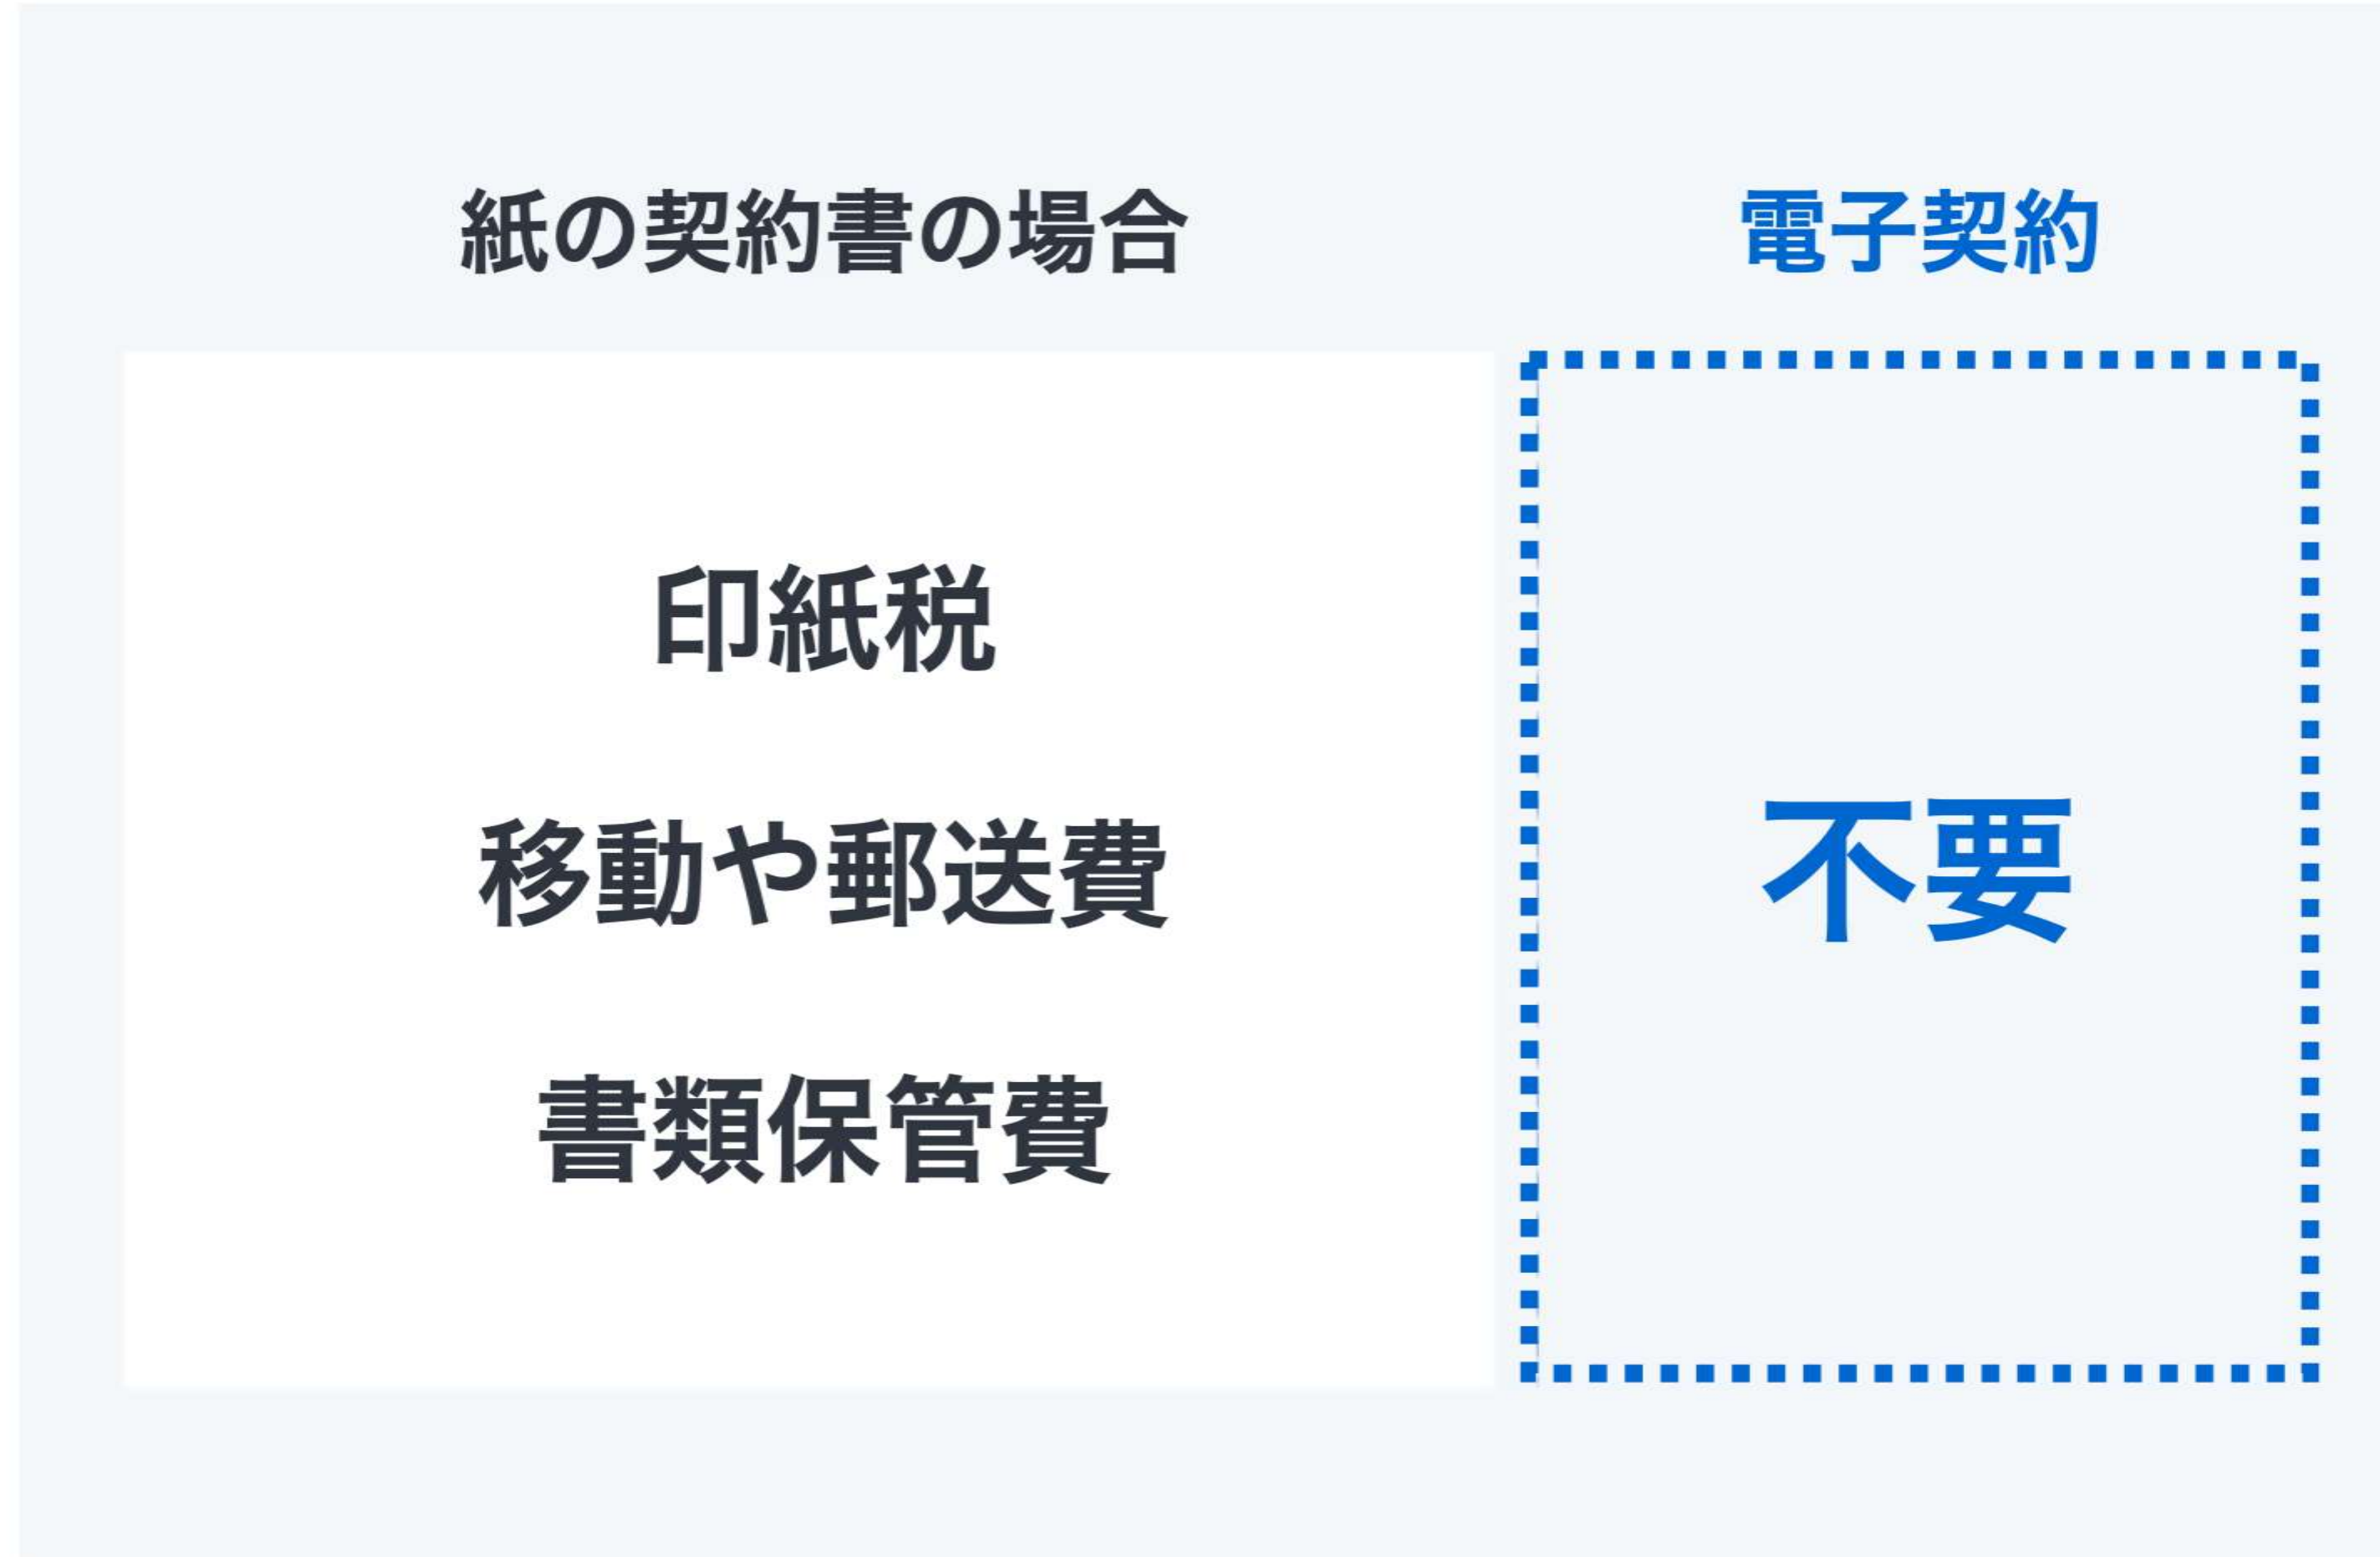 紙の契約書の場合
電子契約
印紙税
移動や郵送費
書類保管費
不要